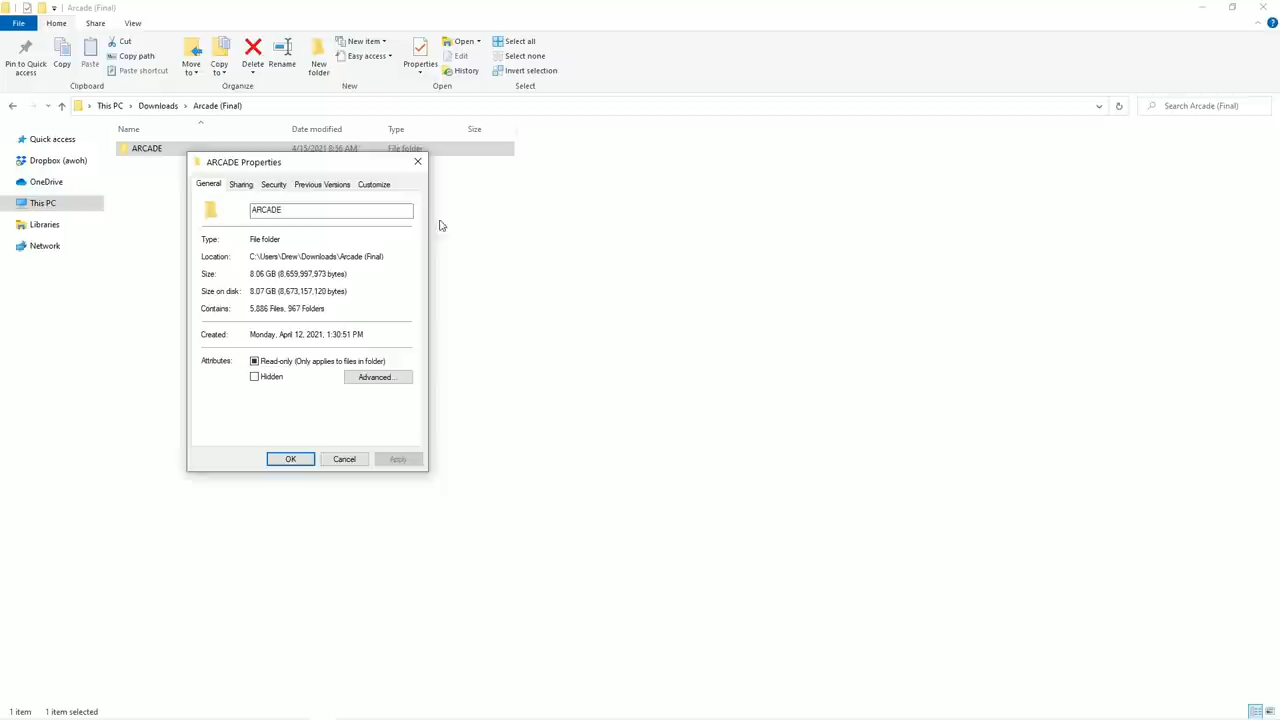 Arcade (Final)
File Home Share View
Pin to Quick access
Copy
Paste
Cut
Copy path
Paste shortcut
Clipboard
Move to
Copy to
Delete
Rename
Organize
New folder
New item
Easy access
New
Properties
Open
Edit
History
Open
Select all
Select none
Invert selection
Select
This PC Downloads Arcade (Final)
Search Arcade (Final)
Quick access
Dropbox (awoh)
OneDrive
This PC
Libraries
Network
Name Date modified Type Size
ARCADE 4/15/2021 8:56 AM File folder
ARCADE Properties
General Sharing Security Previous Versions Customize
ARCADE
Type: File folder
Location: C:\Users\Drew\Downloads\Arcade (Final)
Size: 8.06 GB (8,659,997,973 bytes)
Size on disk: 8.07 GB (8,673,157,120 bytes)
Contains: 5,886 Files, 967 Folders
Created: Monday, April 12, 2021, 1:30:51 PM
Attributes: Read-only (Only applies to files in folder)
Hidden Advanced...
OK Cancel Apply
1 item 1 item selected